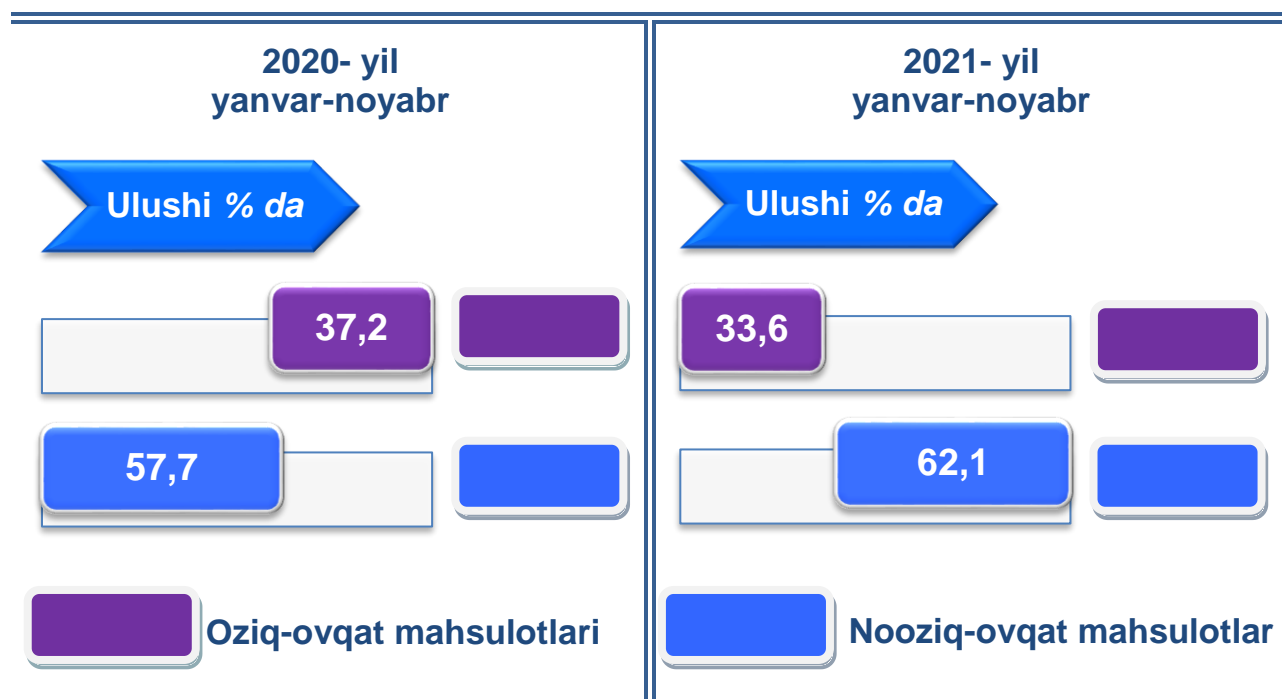 2020- yil
yanvar-noyabr
Ulushi % da
37,2
57,7
Oziq-ovqat mahsulotlari
2021- yil
yanvar-noyabr
Ulushi % da
33,6
62,1
Nooziq-ovqat mahsulotlar